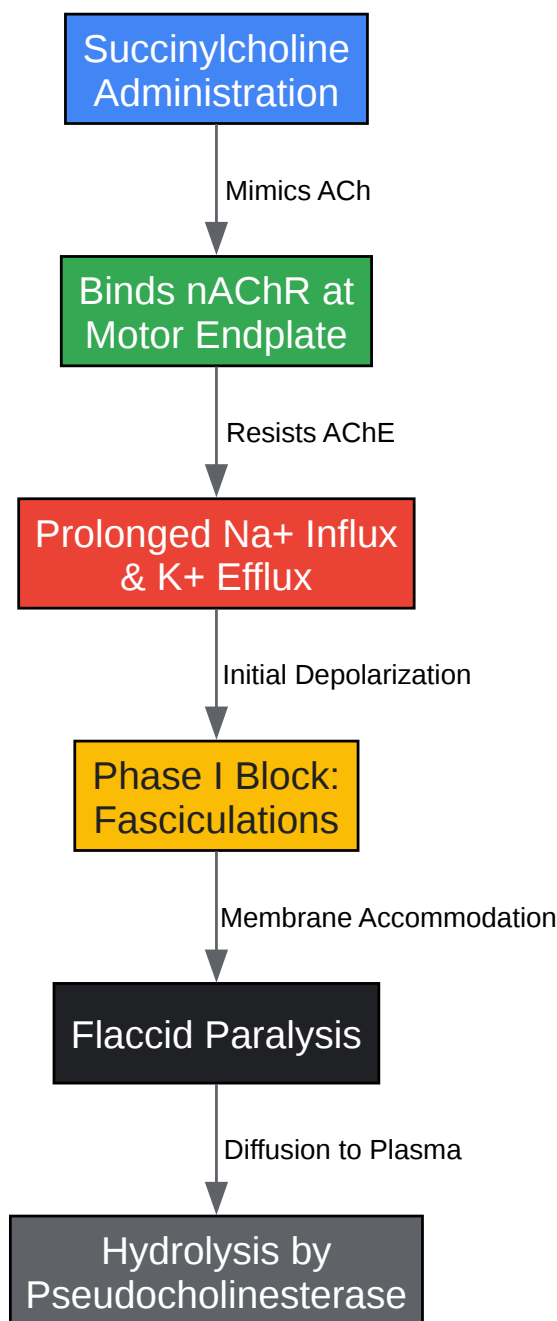 Succinylcholine
Administration
Mimics ACh
Binds nAChR at
Motor Endplate
Resists AChE
Prolonged Na+ Influx
& K+ Efflux
Initial Depolarization
Phase I Block:
Fasciculations
Membrane Accommodation
Flaccid Paralysis
Diffusion to Plasma
Hydrolysis by
Pseudocholinesterase